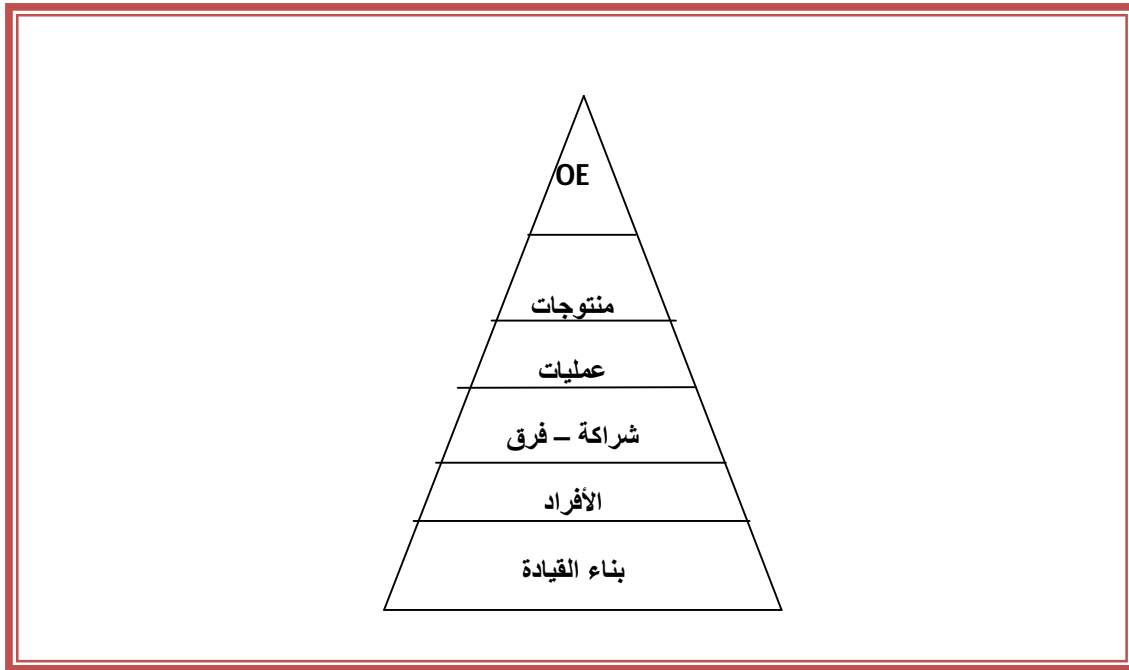 OE
منتوجات
عمليات
شراكة – فرق
الأفراد
بناء القيادة